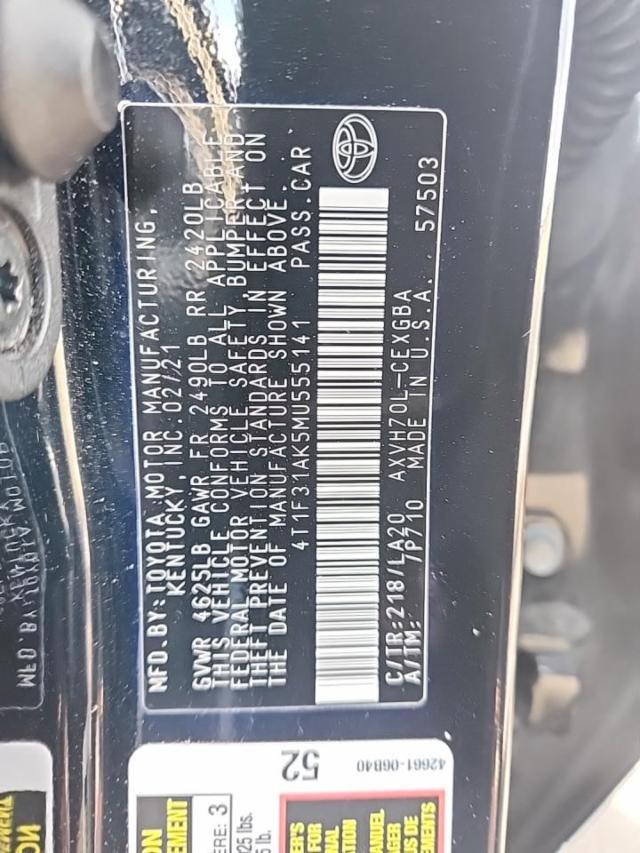 MFD. BY: TOYOTA MOTOR MANUFACTURING,
KENTUCKY, INC. 02/21
GVWR 4625LB GAWR FR 2490LB RR 2420LB
THIS VEHICLE CONFORMS TO ALL APPLICABLE
FEDERAL MOTOR VEHICLE SAFETY, BUMPER AND
THEFT PREVENTION STANDARDS IN EFFECT ON
THE DATE OF MANUFACTURE SHOWN ABOVE.
4T1F31AK5MU555141 PASS.CAR
C/TR:218/LA20 AXVH70L-CEXGBA
A/TM: /P710 MADE IN U.S.A. 57503
52
42661-06B40
3